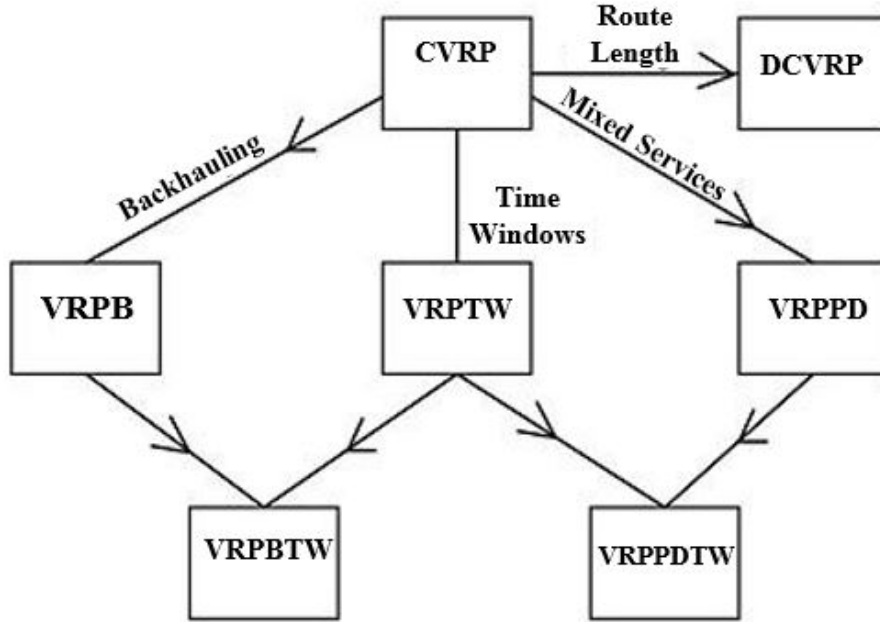 Route
Length
CVRP
DCVRP
Mixed Services
Backhauling
Time
Windows
VRPB
VRPTW
VRPPD
VRPBTW
VRPPDTW